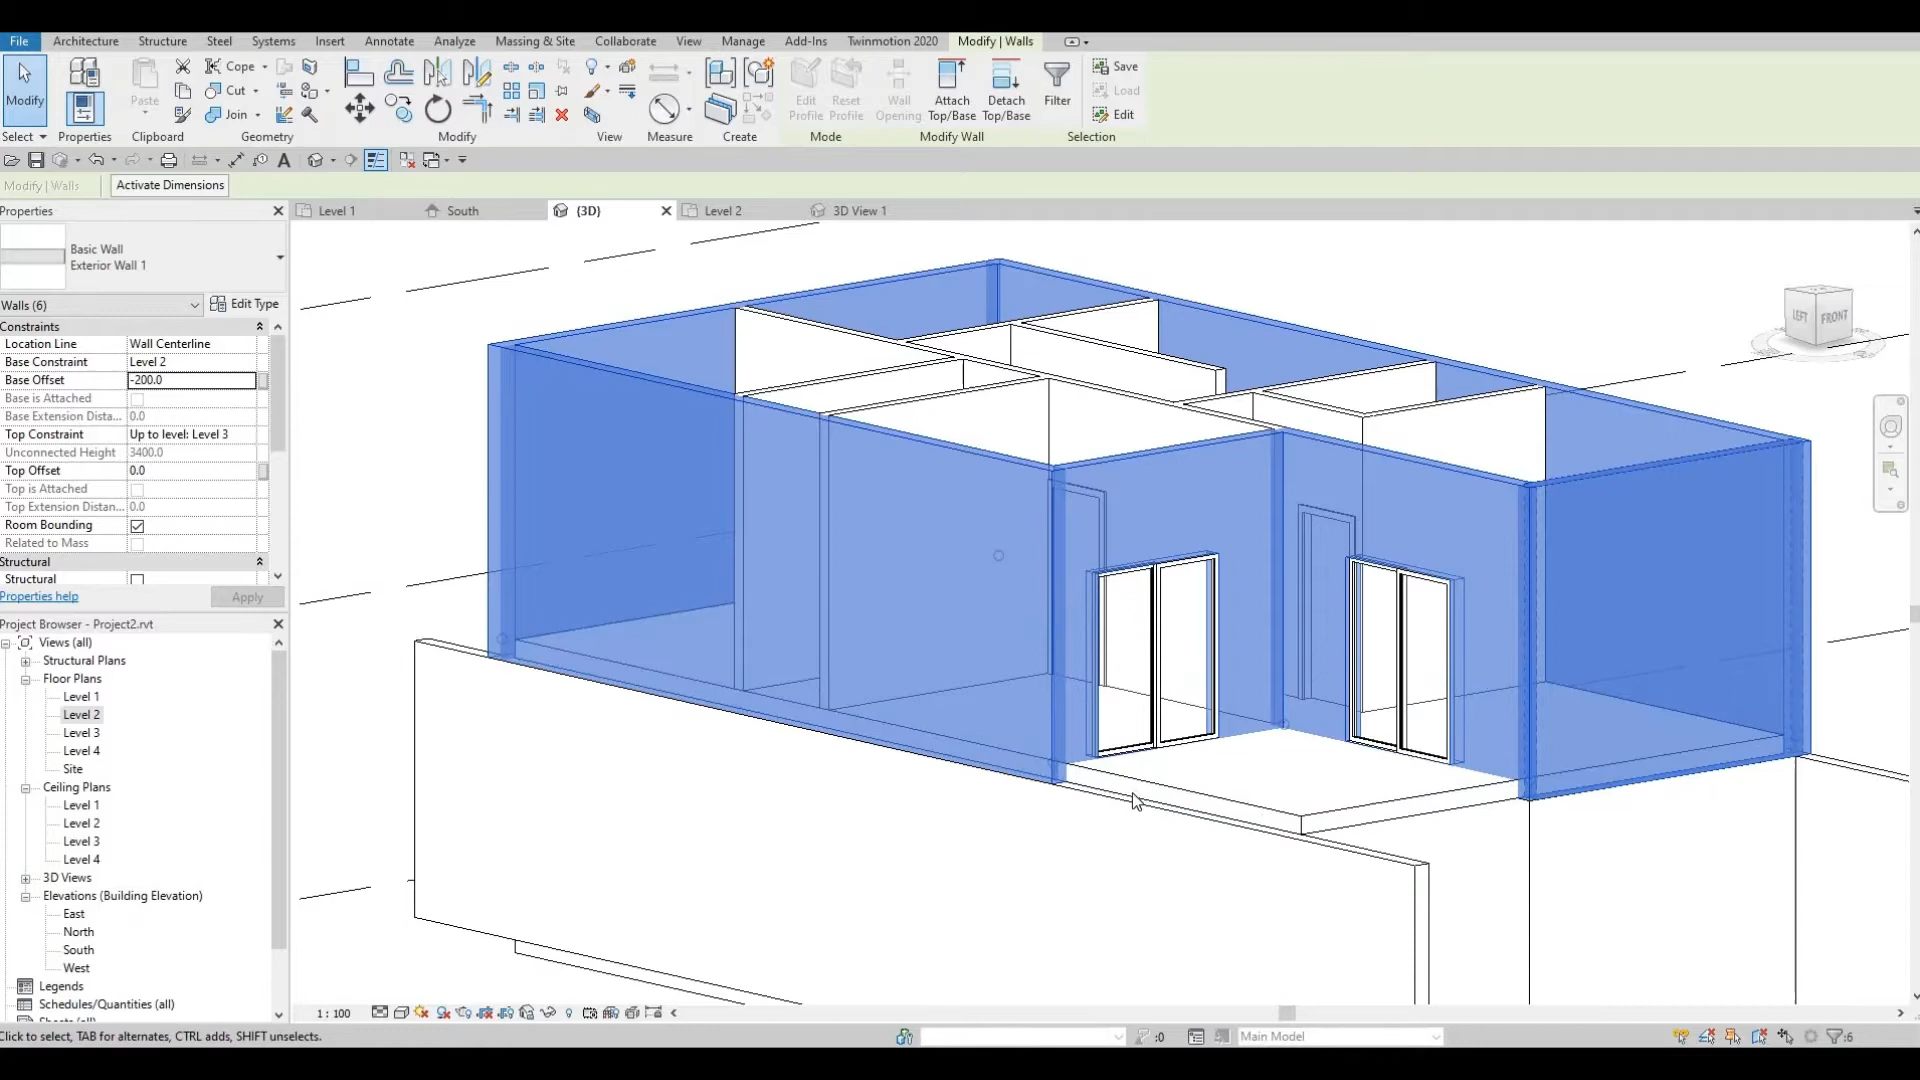 File Architecture Structure Steel Systems Insert Annotate Analyze Massing & Site Collaborate View Manage Add-Ins Twinmotion 2020 Modify | Walls
Modify
Paste
Cope
Cut
Join
Edit Profile
Reset Profile
Wall Opening
Attach Top/Base
Detach Top/Base
Filter
Save
Load
Edit
Select Properties Clipboard Geometry Modify View Measure Create Mode Modify Wall Selection
Modify | Walls Activate Dimensions
Properties
Level 1 South (3D) Level 2 3D View 1
Basic Wall
Exterior Wall 1
Walls (6) Edit Type
Constraints
Location Line Wall Centerline
Base Constraint Level 2
Base Offset -200.0
Base is Attached
Base Extension Dista... 0.0
Top Constraint Up to level: Level 3
Unconnected Height 3400.0
Top Offset 0.0
Top is Attached
Top Extension Distan... 0.0
Room Bounding
Related to Mass
Structural
Structural
Properties help Apply
Project Browser - Project2.rvt
Views (all)
Structural Plans
Floor Plans
Level 1
Level 2
Level 3
Level 4
Site
Ceiling Plans
Level 1
Level 2
Level 3
Level 4
3D Views
Elevations (Building Elevation)
East
North
South
West
Legends
Schedules/Quantities (all)
LEFT FRONT
1 : 100
Click to select, TAB for alternates, CTRL adds, SHIFT unselects.
:0
Main Model
:6